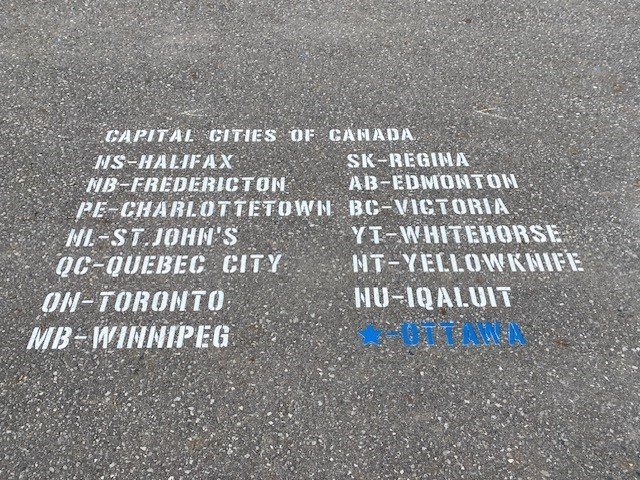 CAPITAL CITIES OF CANADA
NS-HALIFAX
NB-FREDERICTON
PE-CHARLOTTETOWN
NL-ST.JOHN'S
QC-QUEBEC CITY
ON-TORONTO
MB-WINNIPEG
SK-REGINA
AB-EDMONTON
BC-VICTORIA
YT-WHITEHORSE
NT-YELLOWKNIFE
NU-IQALUIT
★-OTTAWA